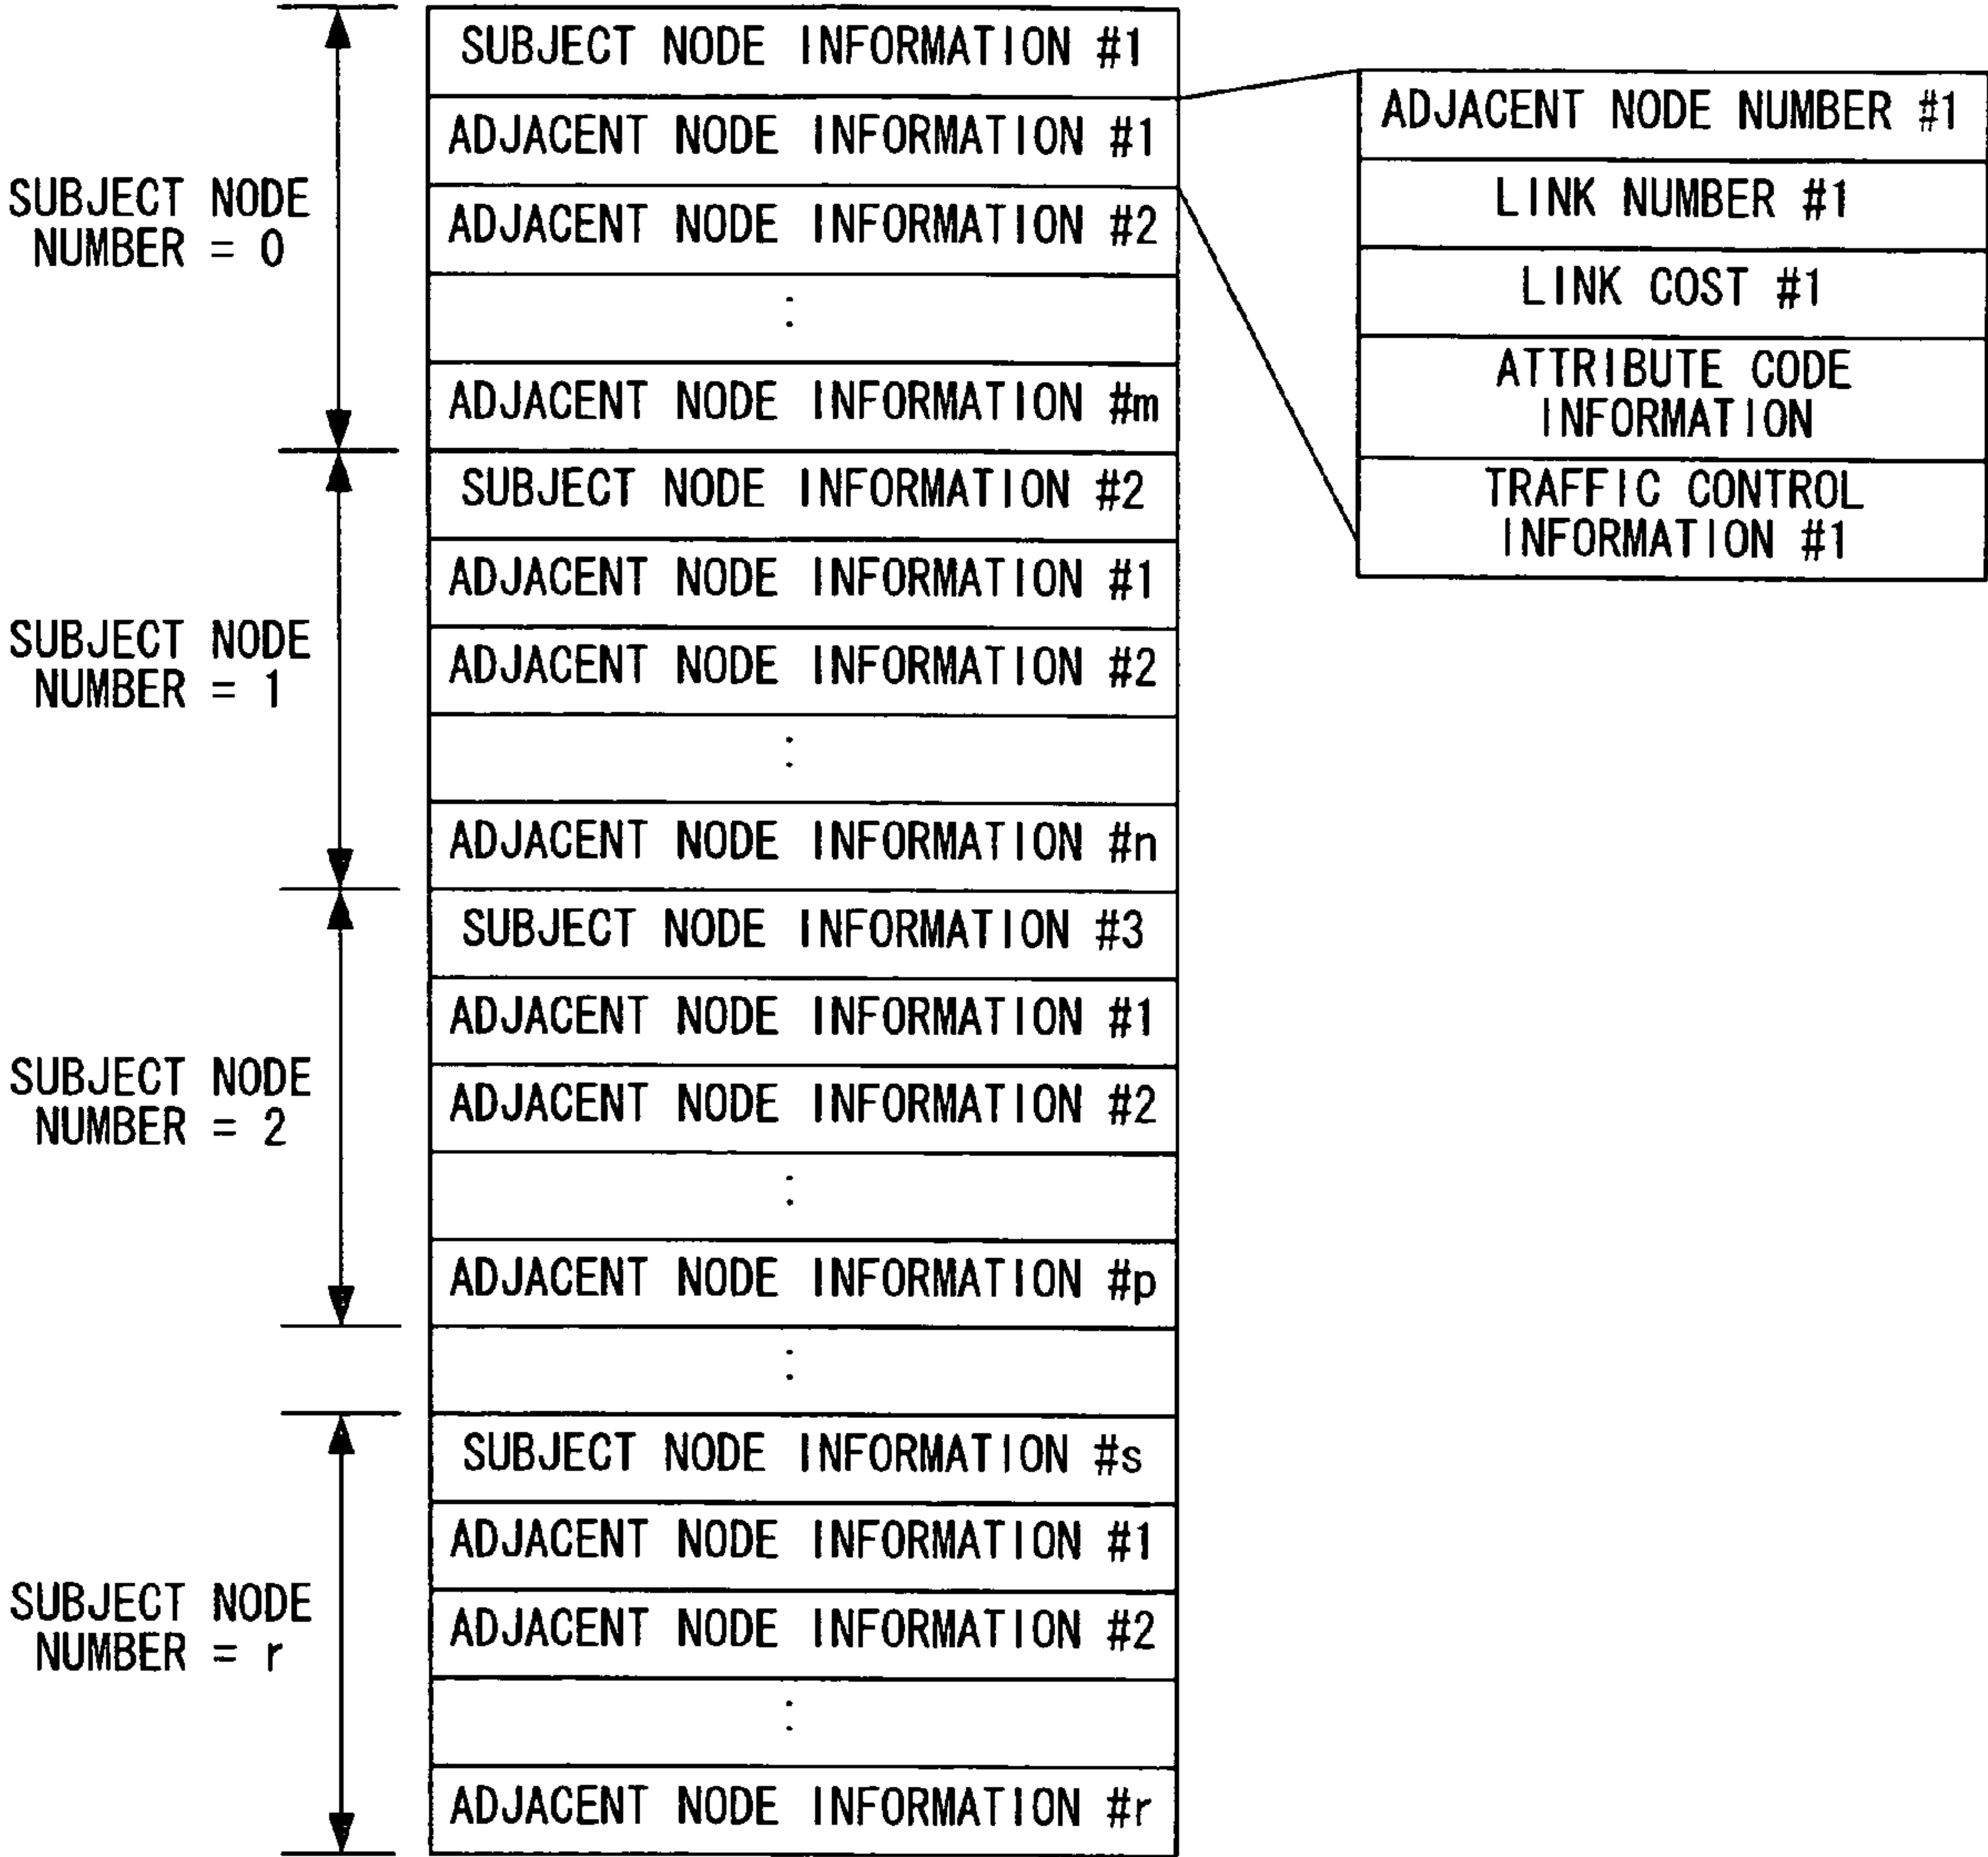 SUBJECT NODE
NUMBER = 0
SUBJECT NODE INFORMATION #1
ADJACENT NODE INFORMATION #1
ADJACENT NODE INFORMATION #2
:
ADJACENT NODE INFORMATION #m
ADJACENT NODE NUMBER #1
LINK NUMBER #1
LINK COST #1
ATTRIBUTE CODE
INFORMATION
TRAFFIC CONTROL
INFORMATION #1
SUBJECT NODE
NUMBER = 1
SUBJECT NODE INFORMATION #2
ADJACENT NODE INFORMATION #1
ADJACENT NODE INFORMATION #2
:
ADJACENT NODE INFORMATION #n
SUBJECT NODE
NUMBER = 2
SUBJECT NODE INFORMATION #3
ADJACENT NODE INFORMATION #1
ADJACENT NODE INFORMATION #2
:
ADJACENT NODE INFORMATION #p
:
SUBJECT NODE
NUMBER = r
SUBJECT NODE INFORMATION #s
ADJACENT NODE INFORMATION #1
ADJACENT NODE INFORMATION #2
:
ADJACENT NODE INFORMATION #r